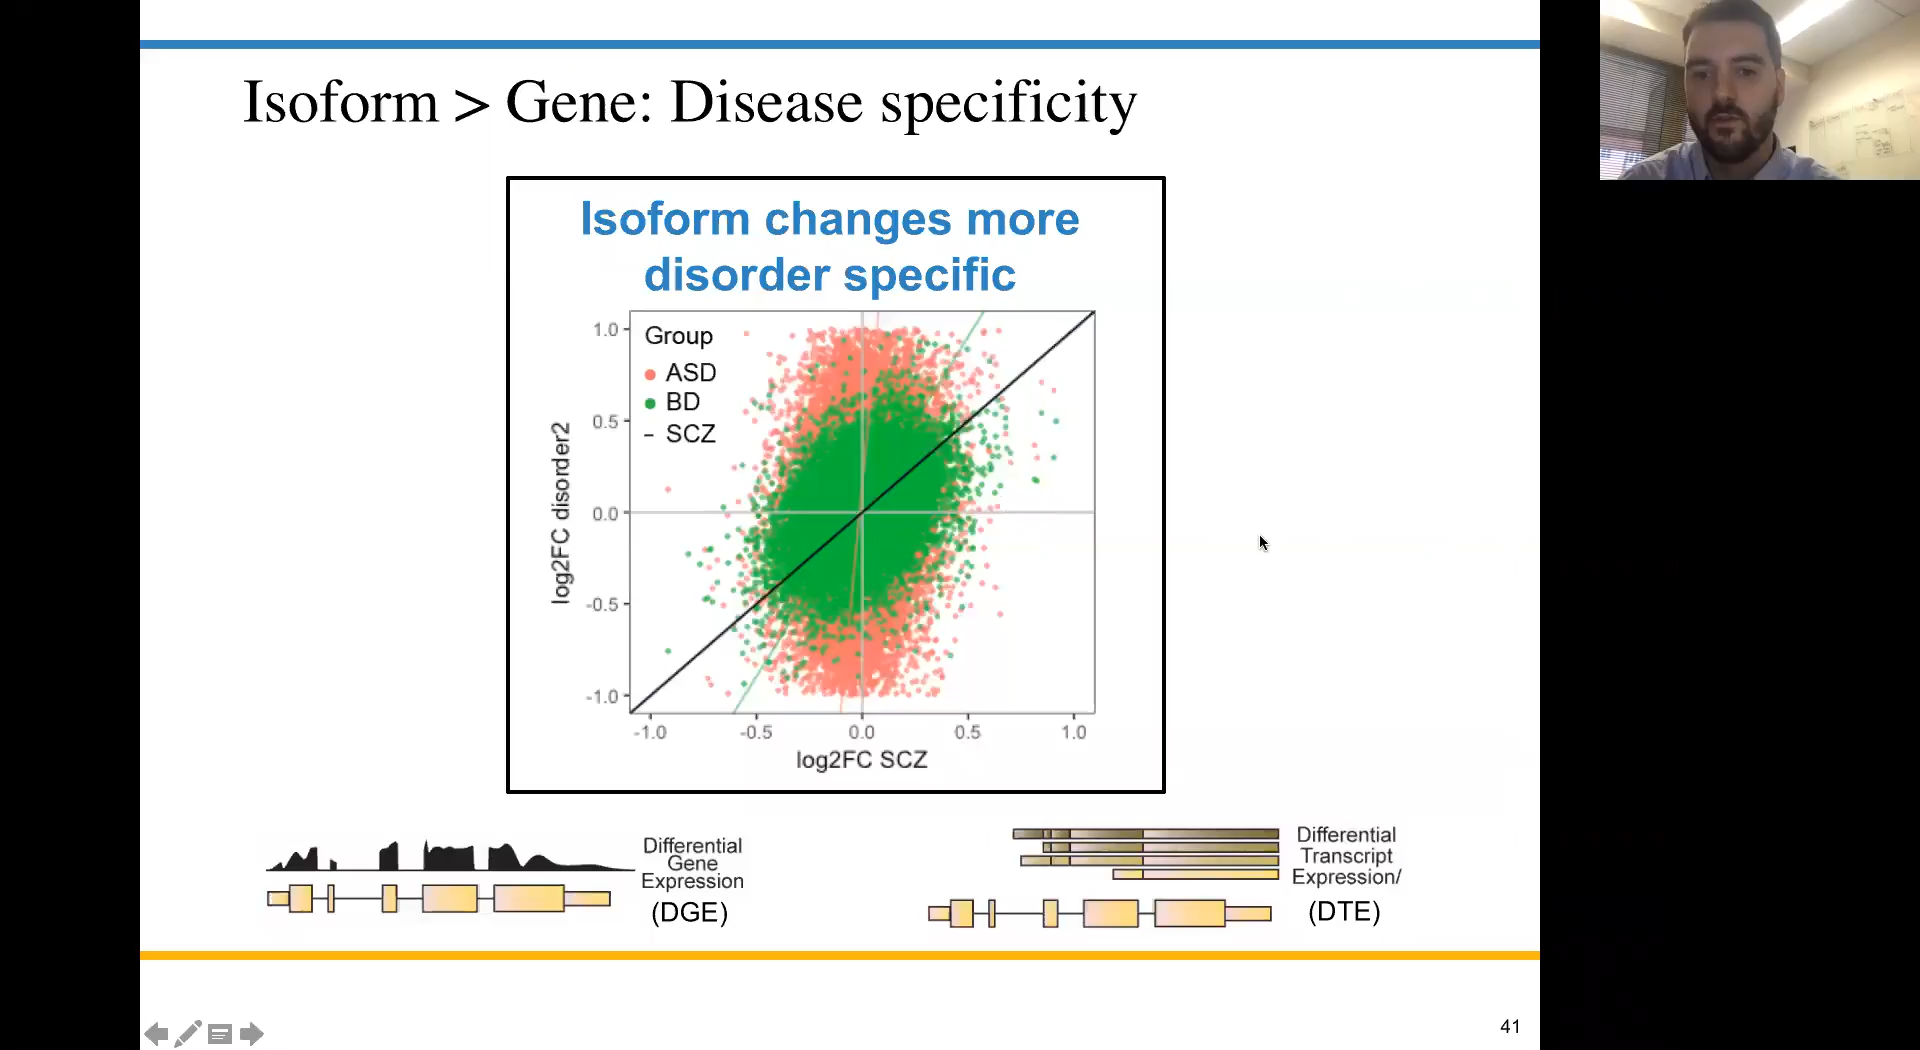 Isoform > Gene: Disease specificity
Isoform changes more
disorder specific
Group
ASD
BD
SCZ
1.0
0.5
0.0
-0.5
-1.0
log2FC disorder2
-1.0
-0.5
0.0
0.5
1.0
log2FC SCZ
Differential
Gene
Expression
(DGE)
Differential
Transcript
Expression/
(DTE)
41